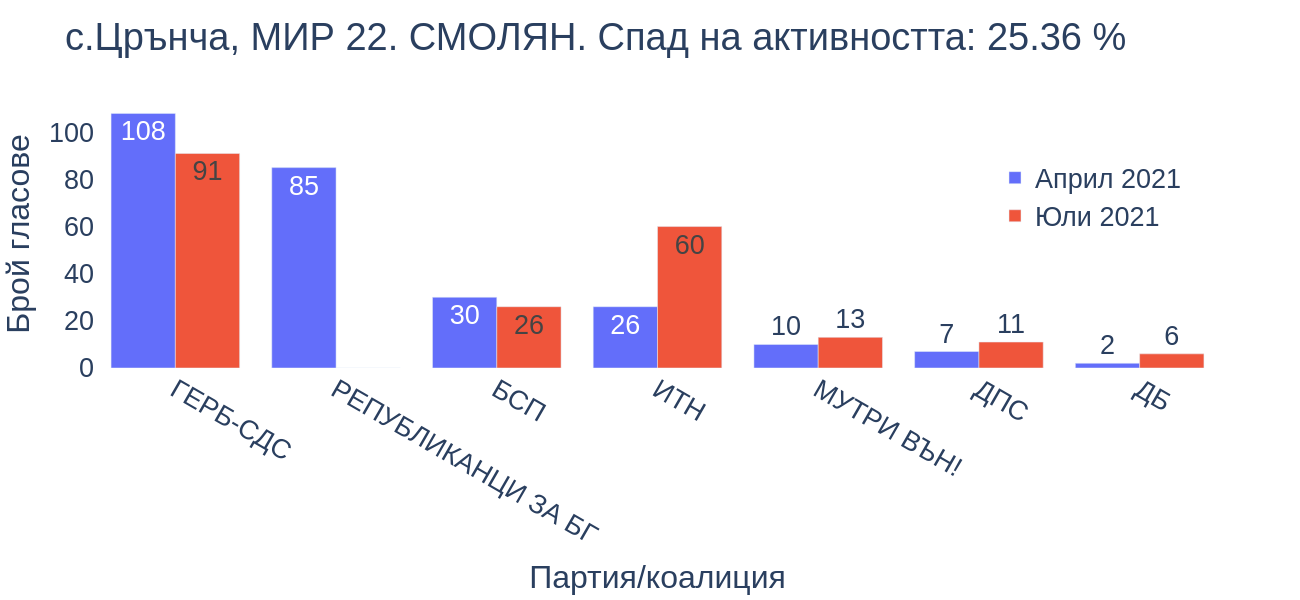 с.Црънча, МИР 22. СМОЛЯН. Спад на активността: 25.36 %
Брой гласове
100
80
60
40
20
0
108
91
85
30
26
26
60
10
13
7
11
2
6
Април 2021
Юли 2021
ГЕРБ-СДС
РЕПУБЛИКАНЦИ ЗА БГ
БСП
ИТН
МУТРИ ВЪН!
ДПС
ДБ
Партия/коалиция